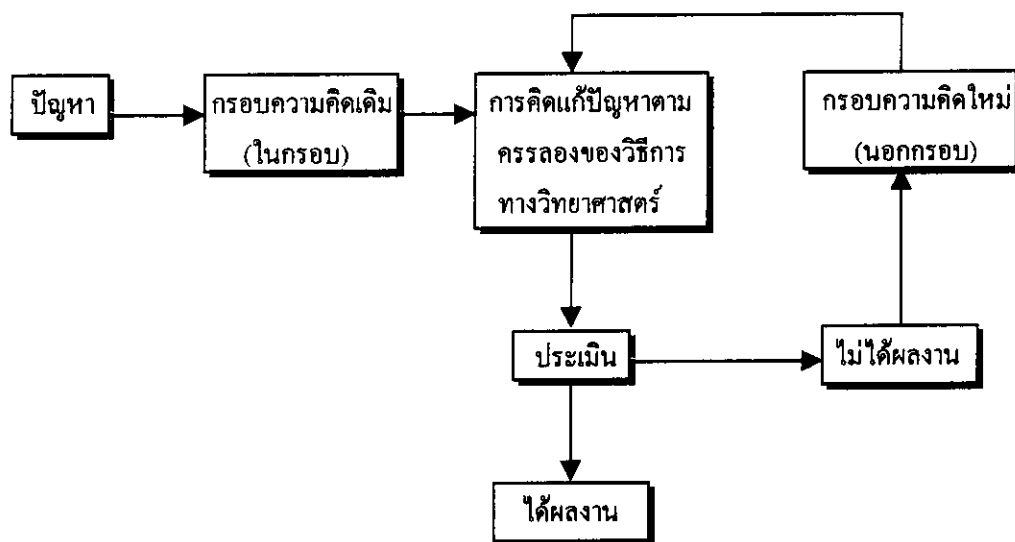 ปัญหา
กรอบความคิดเดิม
(ในกรอบ)
การคิดแก้ปัญหาตาม
ครรลองของวิธีการ
ทางวิทยาศาสตร์
กรอบความคิดใหม่
(นอกกรอบ)
ประเมิน
ไม่ได้ผลงาน
ได้ผลงาน